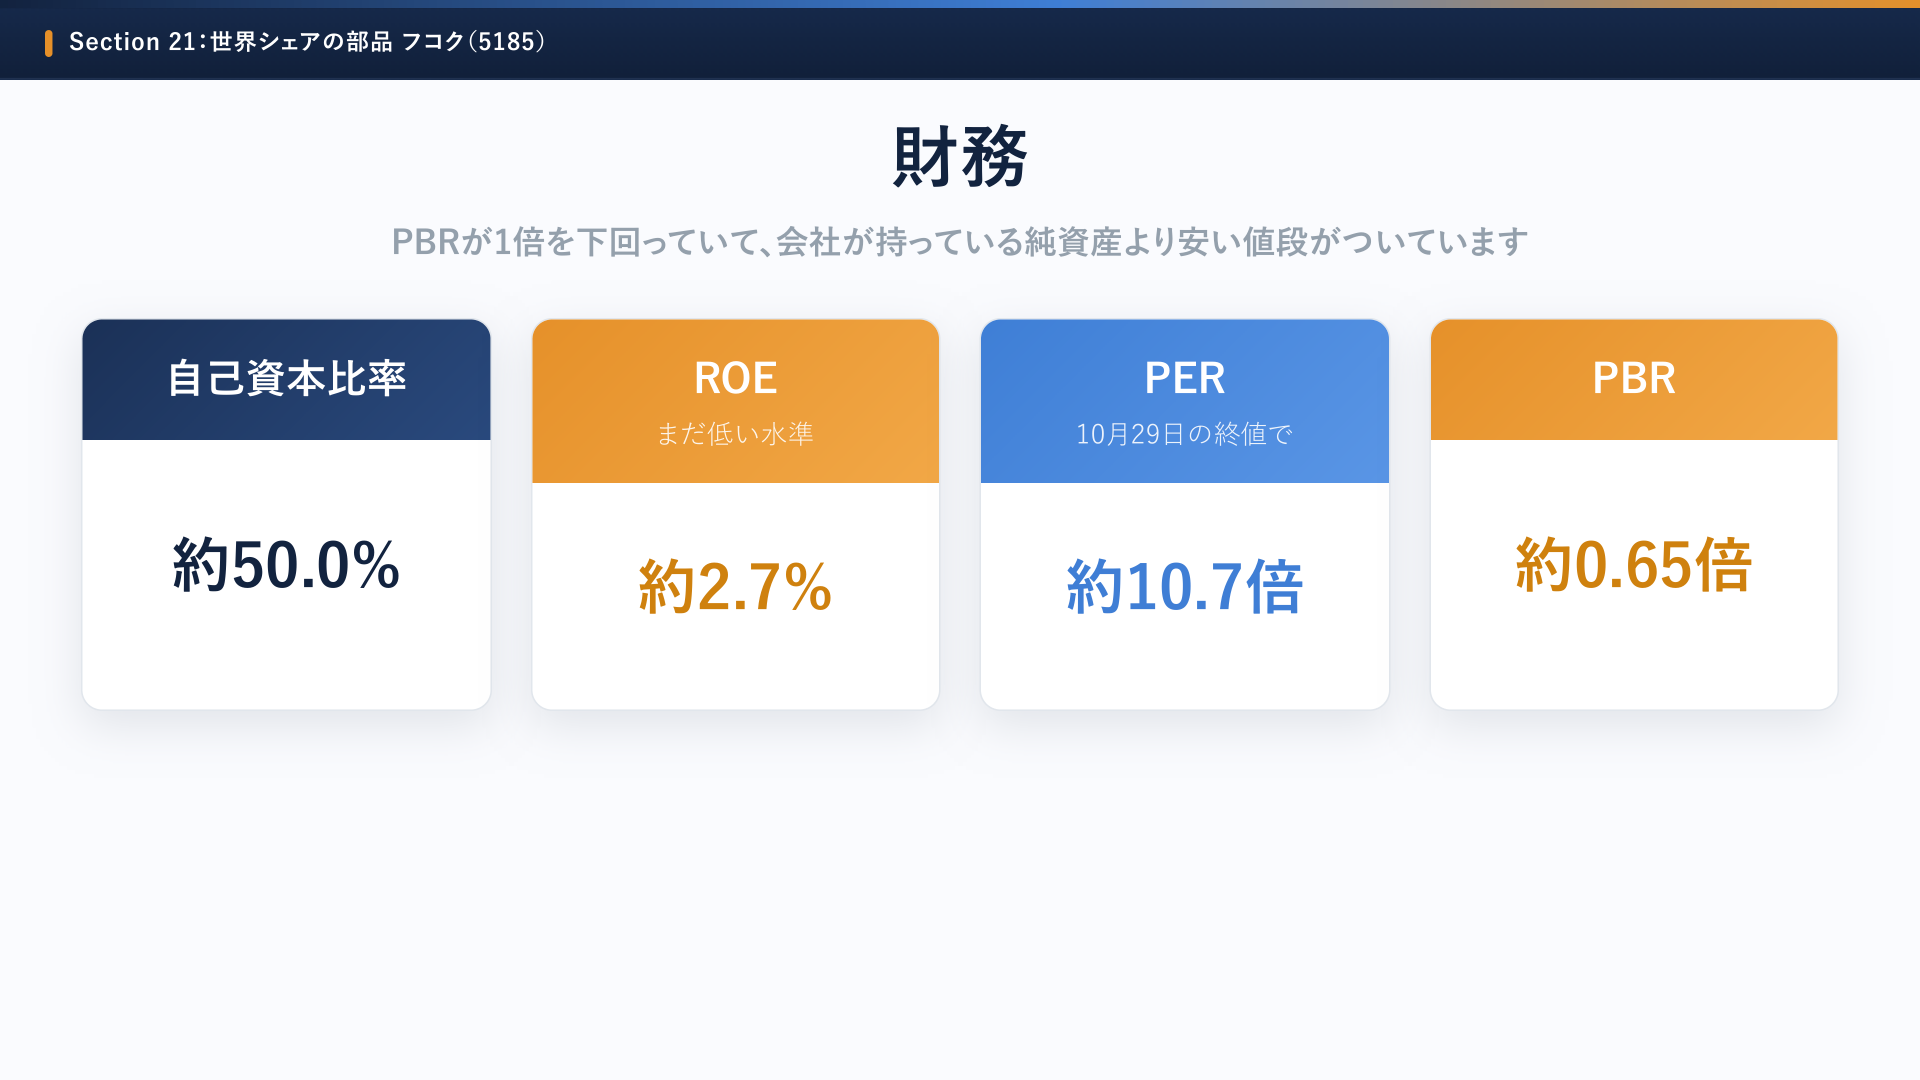 Section 21：世界シェアの部品 フコク（5185）
財務
PBRが1倍を下回っていて、会社が持っている純資産より安い値段がついています
自己資本比率
約50.0%
ROE
まだ低い水準
約2.7%
PER
10月29日の終値で
約10.7倍
PBR
約0.65倍